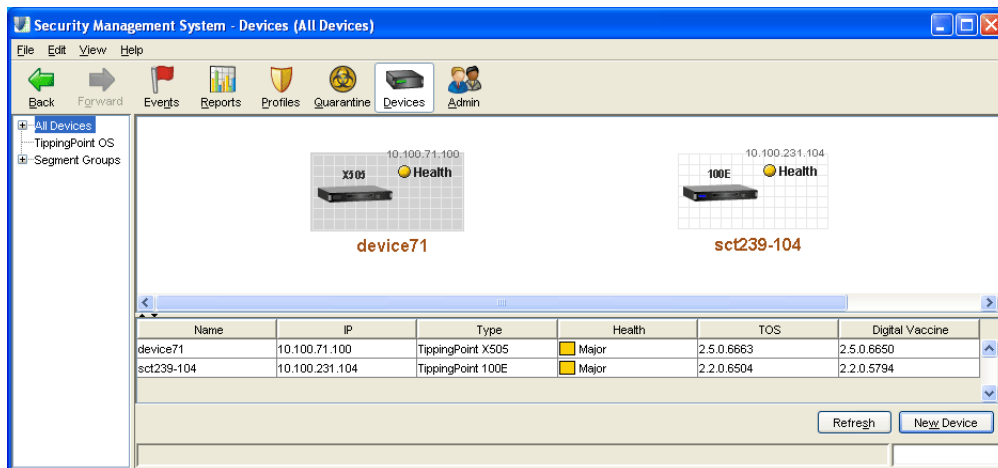 Security Management System - Devices (All Devices)
File Edit View Help
Back Forward Events Reports Profiles Quarantine Devices Admin
All Devices
TippingPoint OS
Segment Groups
10.100.71.100
X505
Health
device71
10.100.231.104
100E
Health
sct239-104
Name IP Type Health TOS Digital Vaccine
device71 10.100.71.100 TippingPoint X505 Major 2.5.0.6663 2.5.0.6650
sct239-104 10.100.231.104 TippingPoint 100E Major 2.2.0.6504 2.2.0.5794
Refresh New Device